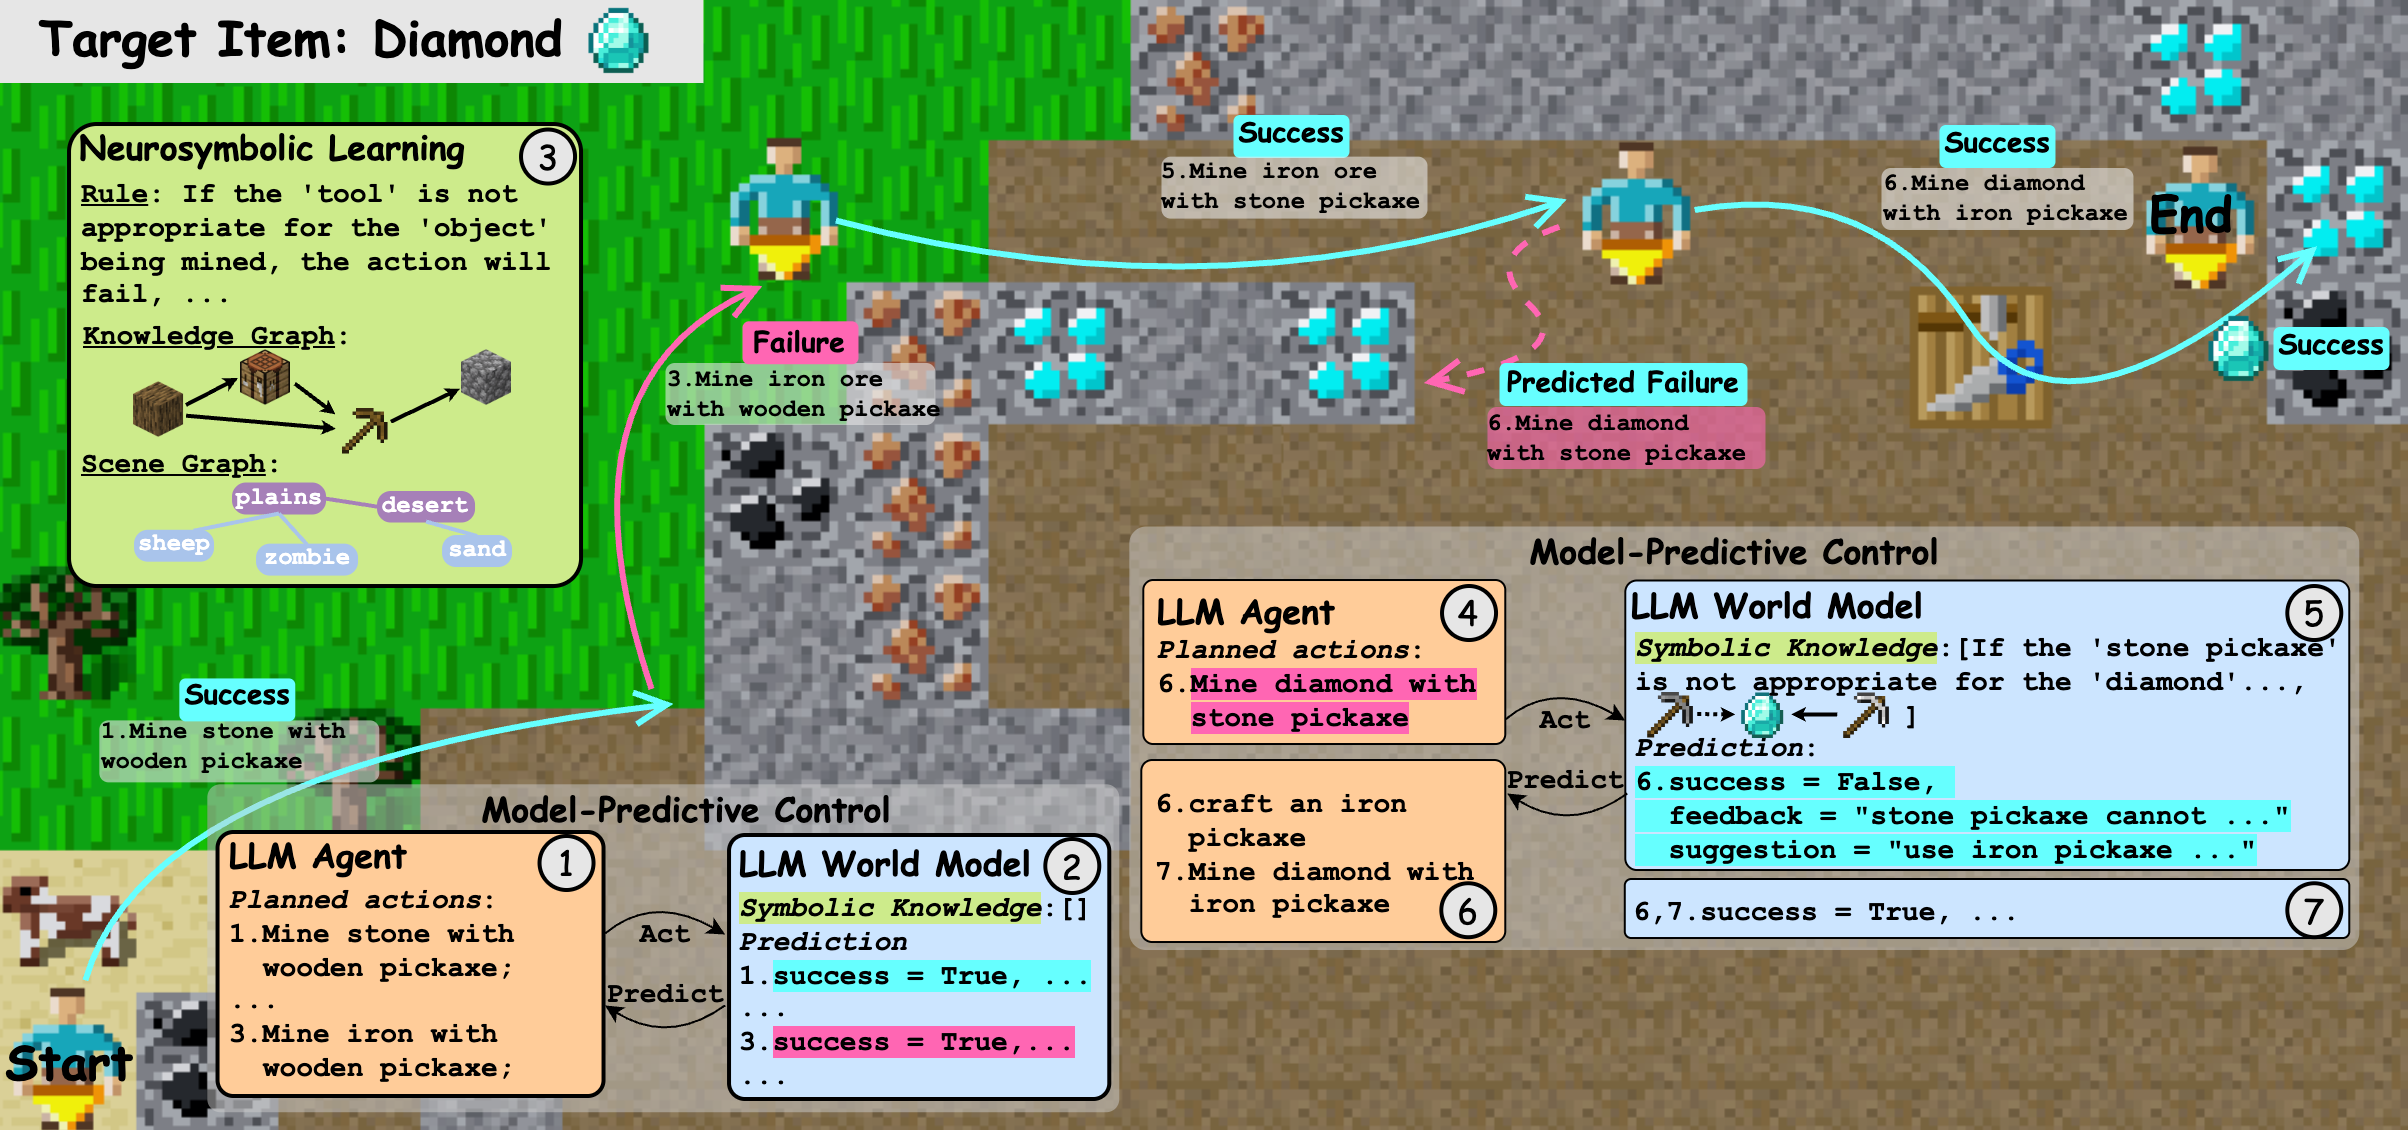 Target Item: Diamond
Neurosymbolic Learning
3
Rule: If the 'tool' is not
appropriate for the 'object'
being mined, the action will
fail, ...
Knowledge Graph:
Scene Graph:
plains
desert
sheep
zombie
sand
Success
1.Mine stone with
wooden pickaxe
Start
Failure
3.Mine iron ore
with wooden pickaxe
Success
5.Mine iron ore
with stone pickaxe
Predicted Failure
6.Mine diamond
with stone pickaxe
Success
6.Mine diamond
with iron pickaxe
End
Success
Model-Predictive Control
LLM Agent
1
Planned actions:
1.Mine stone with
wooden pickaxe;
...
3.Mine iron with
wooden pickaxe;
Act
Predict
LLM World Model
2
Symbolic Knowledge:[]
Prediction
1.success = True, ...
...
3.success = True,...
...
Model-Predictive Control
LLM Agent
4
Planned actions:
6.Mine diamond with
stone pickaxe
Act
Predict
LLM World Model
5
Symbolic Knowledge:[If the 'stone pickaxe'
is not appropriate for the 'diamond'...,
]
Prediction:
6.success = False,
feedback = "stone pickaxe cannot ..."
suggestion = "use iron pickaxe ..."
6.craft an iron
pickaxe
7.Mine diamond with
iron pickaxe
6
6,7.success = True, ...
7